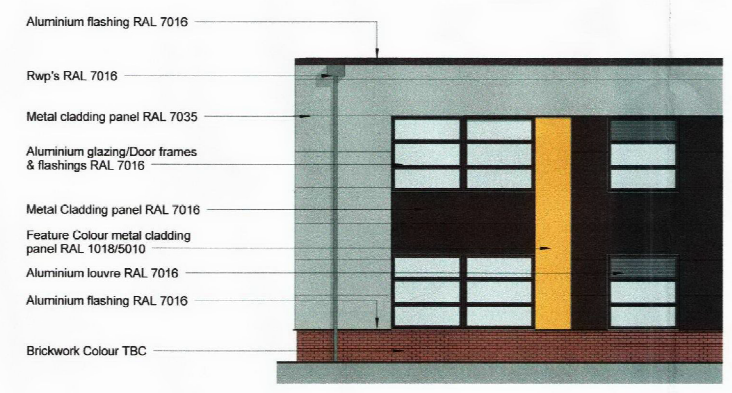 Aluminium flashing RAL 7016
Rwp's RAL 7016
Metal cladding panel RAL 7035
Aluminium glazing/Door frames
& flashings RAL 7016
Metal Cladding panel RAL 7016
Feature Colour metal cladding
panel RAL 1018/5010
Aluminium louvre RAL 7016
Aluminium flashing RAL 7016
Brickwork Colour TBC